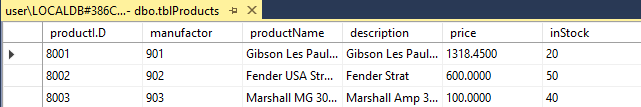 user\LOCALDB#386C...- dbo.tblProducts
productI.D manufactor productName description price inStock
8001 901 Gibson Les Paul... Gibson Les Paul... 1318.4500 20
8002 902 Fender USA Str... Fender Strat 600.0000 50
8003 903 Marshall MG 30... Marshall Amp 3... 100.0000 40